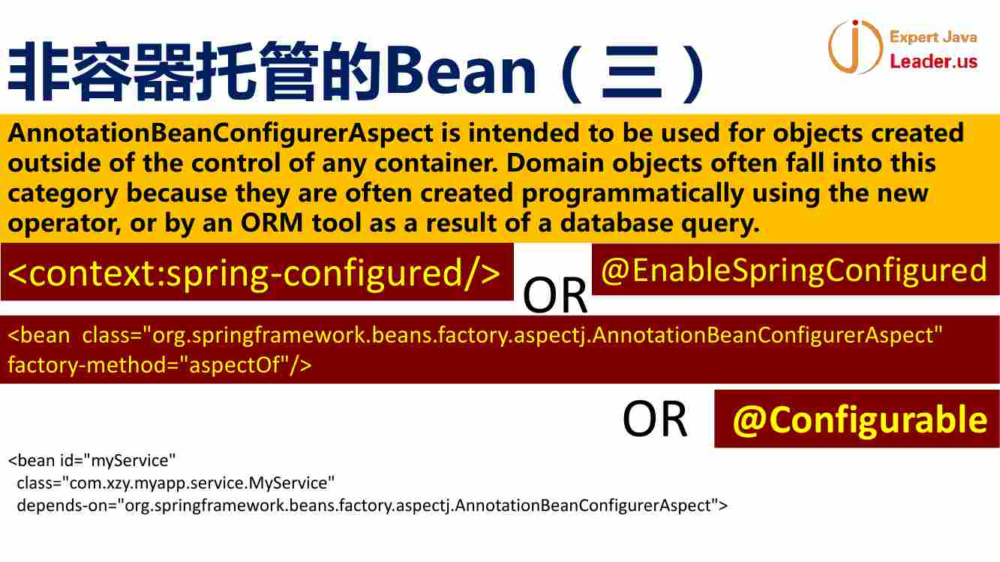 非容器托管的Bean（三）
Expert Java
Leader.us
AnnotationBeanConfigurerAspect is intended to be used for objects created
outside of the control of any container. Domain objects often fall into this
category because they are often created programmatically using the new
operator, or by an ORM tool as a result of a database query.
<context:spring-configured/>
OR
@EnableSpringConfigured
<bean  class="org.springframework.beans.factory.aspectj.AnnotationBeanConfigurerAspect"
factory-method="aspectOf"/>
OR
@Configurable
<bean id="myService"
class="com.xzy.myapp.service.MyService"
depends-on="org.springframework.beans.factory.aspectj.AnnotationBeanConfigurerAspect">